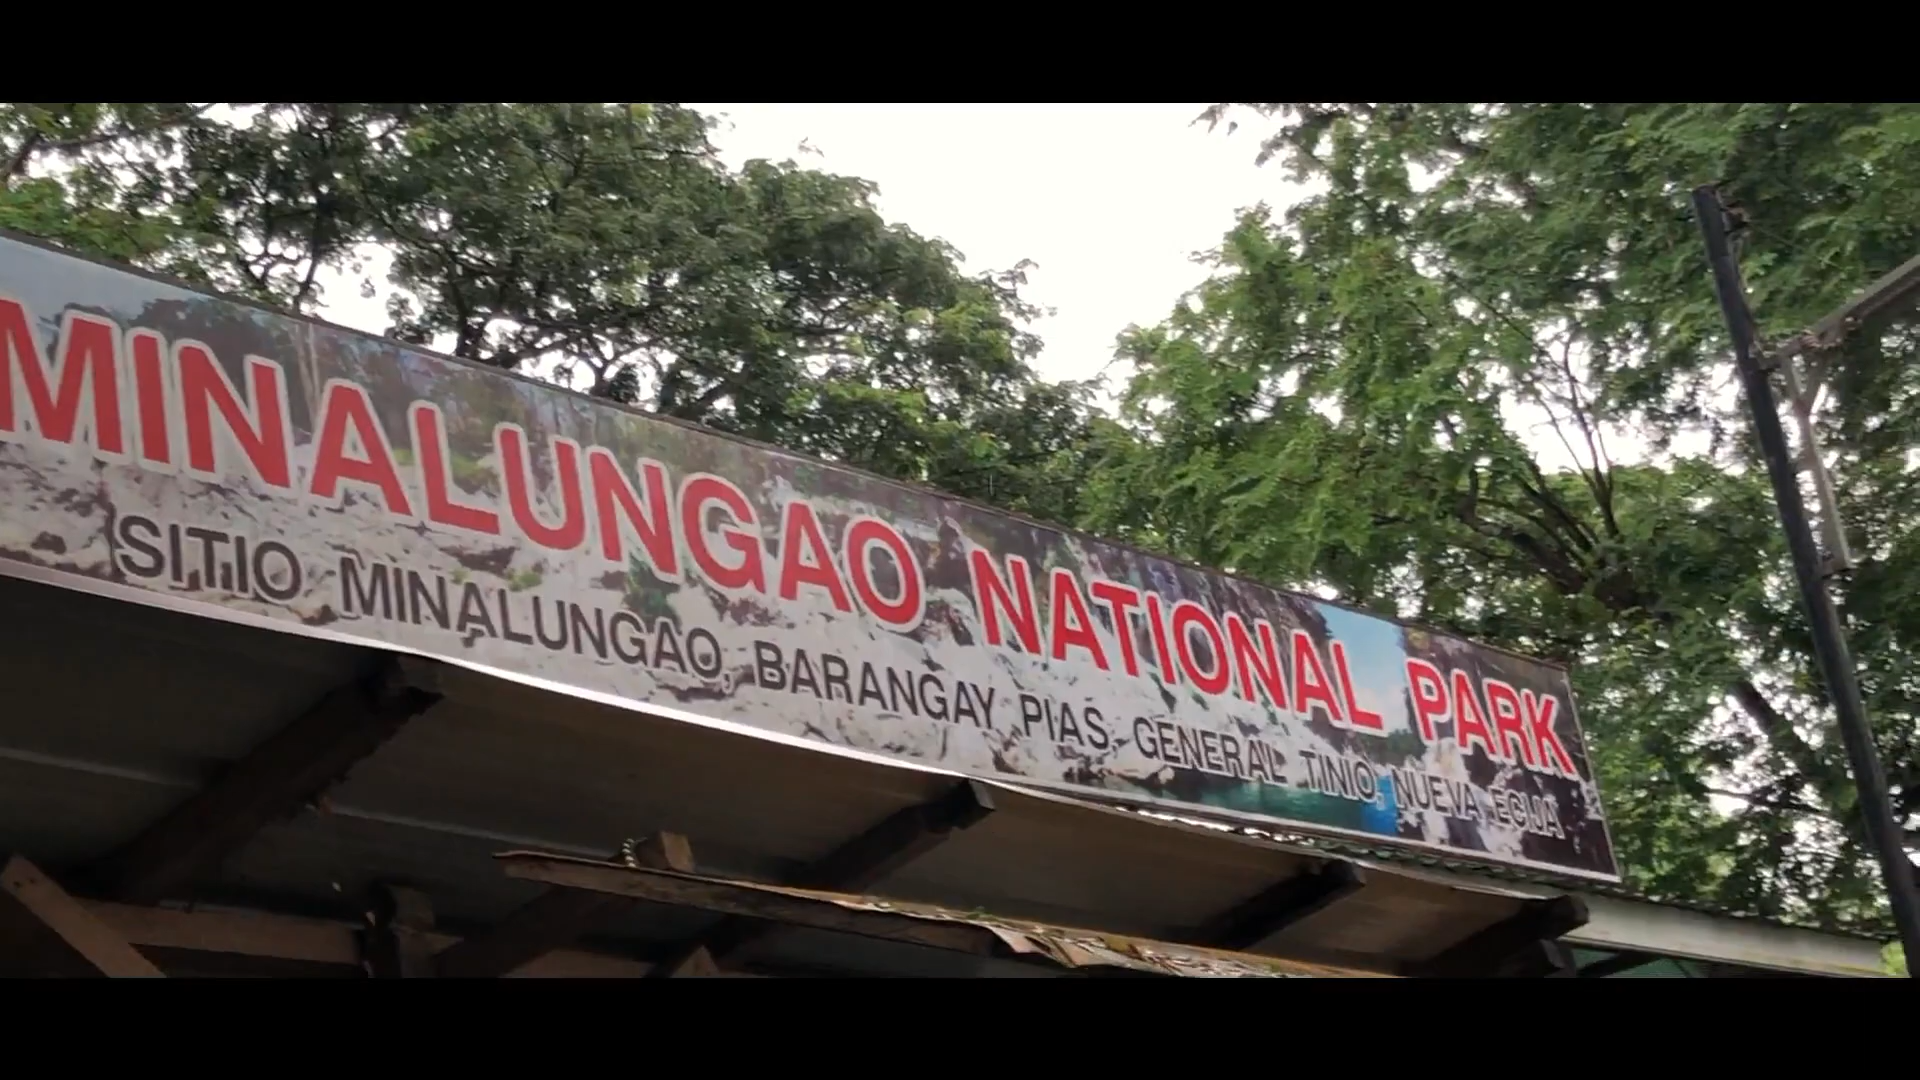 MINALUNGAO NATIONAL PARK
SITIO MINALUNGAO, BARANGAY PIAS, GENERAL TINIO, NUEVA ECIJA